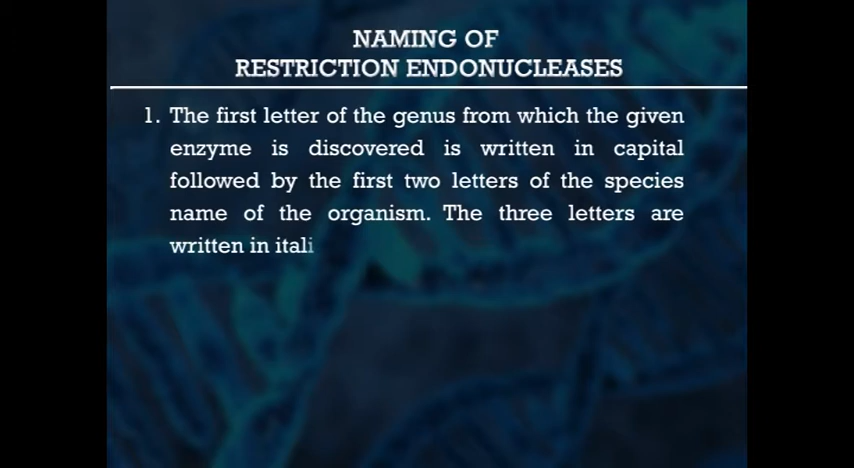 NAMING OF
RESTRICTION ENDONUCLEASES
1. The first letter of the genus from which the given
enzyme is discovered is written in capital
followed by the first two letters of the species
name of the organism. The three letters are
written in itali